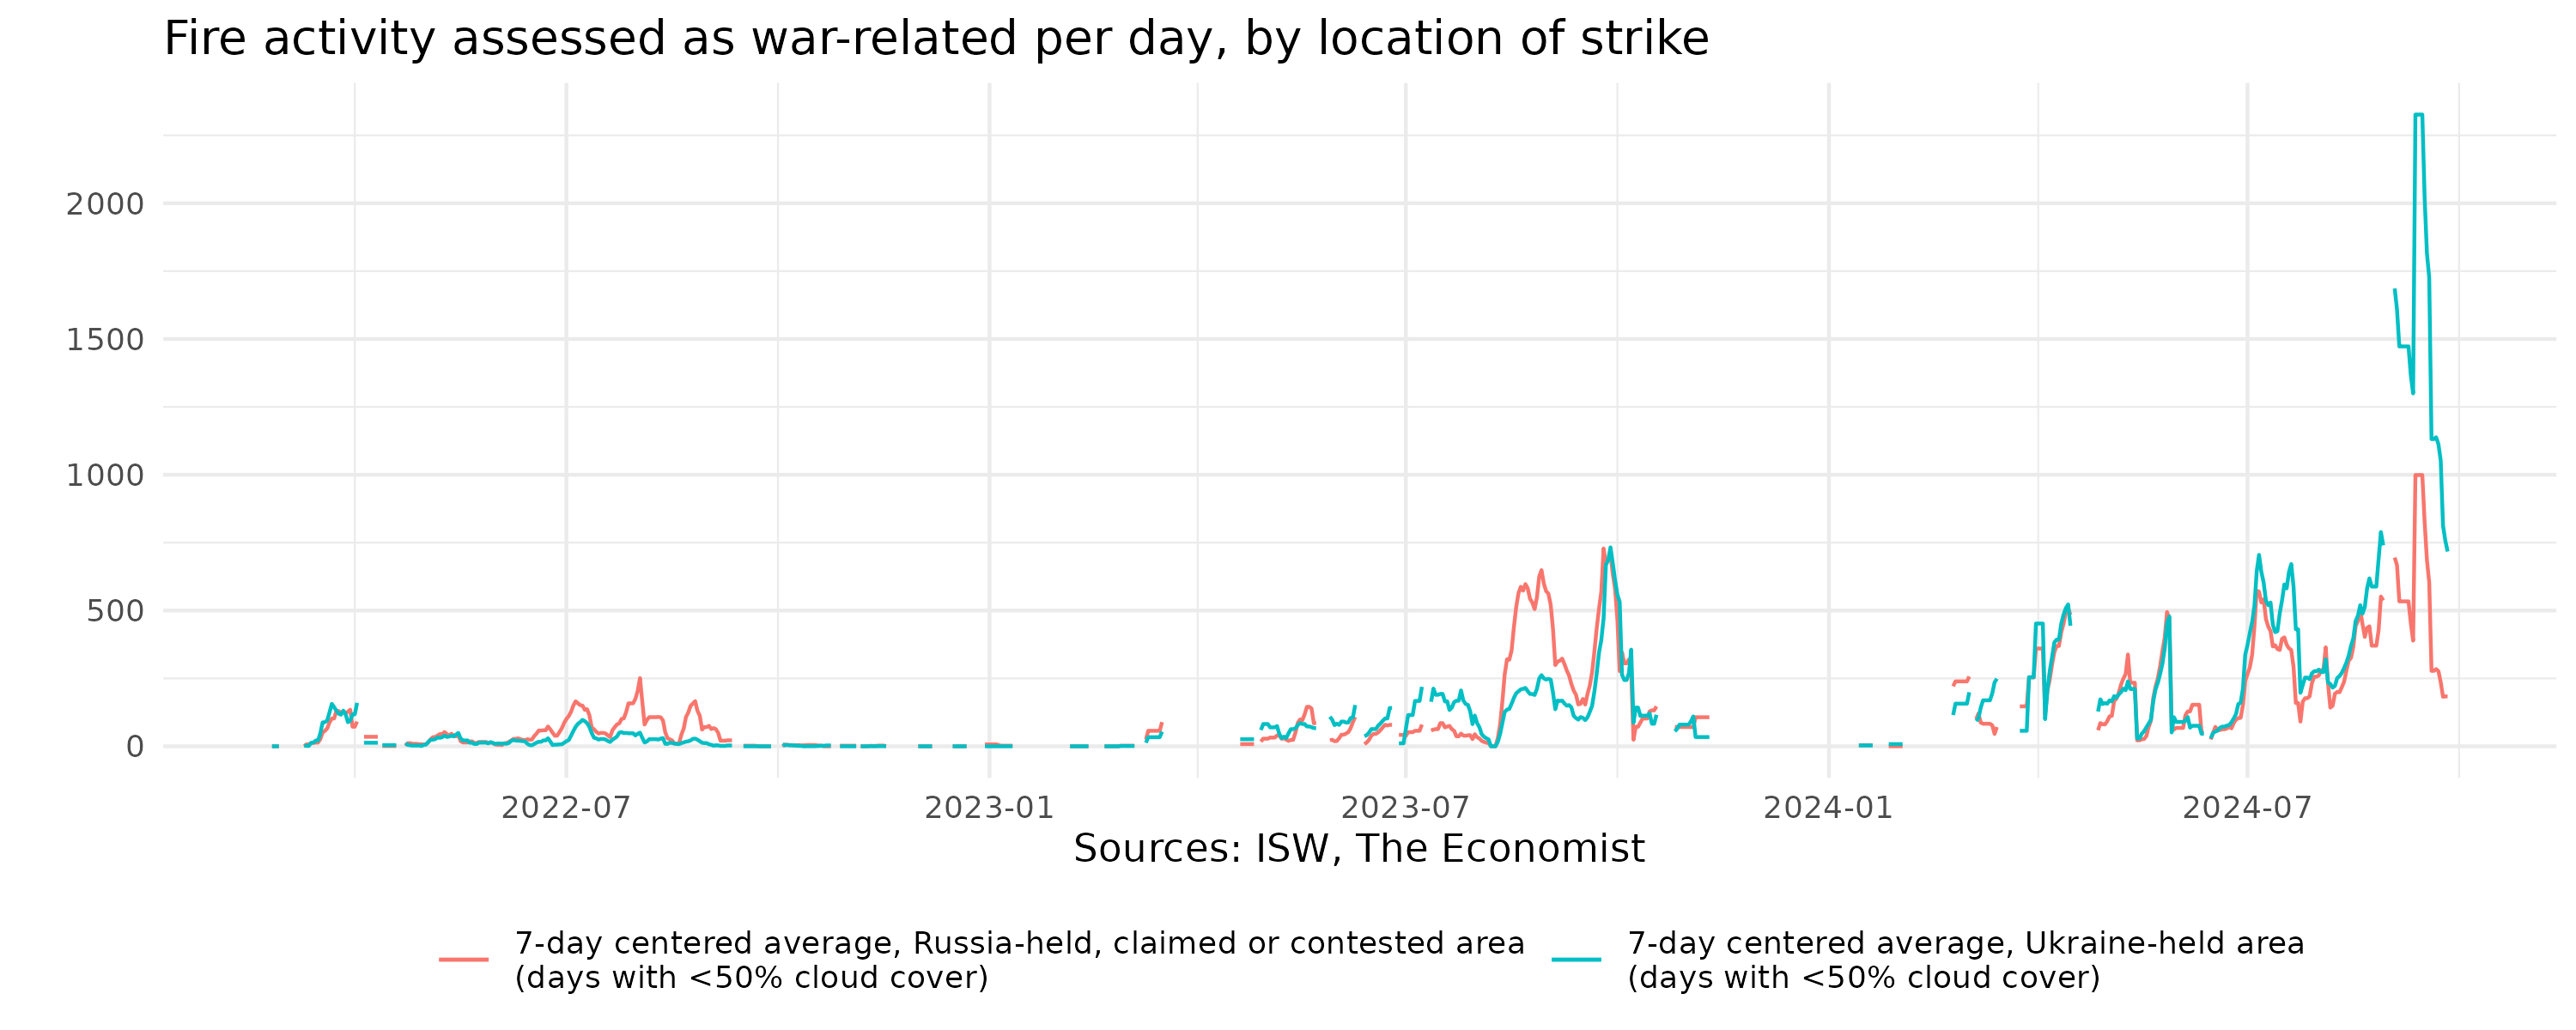 Fire activity assessed as war-related per day, by location of strike
2000
1500
1000
500
0
2022-07
2023-01
2023-07
2024-01
2024-07
Sources: ISW, The Economist
7-day centered average, Russia-held, claimed or contested area
(days with <50% cloud cover)
7-day centered average, Ukraine-held area
(days with <50% cloud cover)